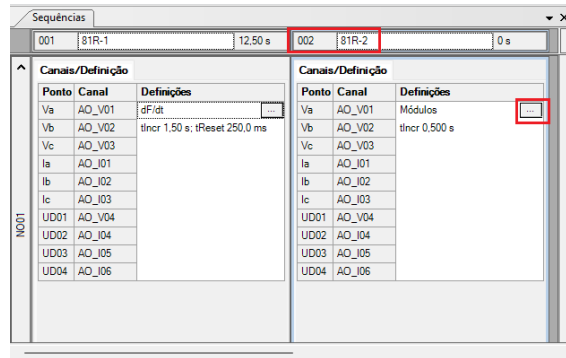 Sequências
001 81R-1 12,50 s 002 81R-2 0 s
Canais/Definição Canais/Definição
Ponto Canal Definições Ponto Canal Definições
Va AO_V01 dF/dt ... Va AO_V01 Módulos ...
Vb AO_V02 tIncr 1,50 s; tReset 250,0 ms Vb AO_V02 tIncr 0,500 s
Vc AO_V03 Vc AO_V03
Ia AO_I01 Ia AO_I01
Ib AO_I02 Ib AO_I02
Ic AO_I03 Ic AO_I03
UD01 AO_V04 UD01 AO_V04
UD02 AO_I04 UD02 AO_I04
UD03 AO_I05 UD03 AO_I05
UD04 AO_I06 UD04 AO_I06
NO01